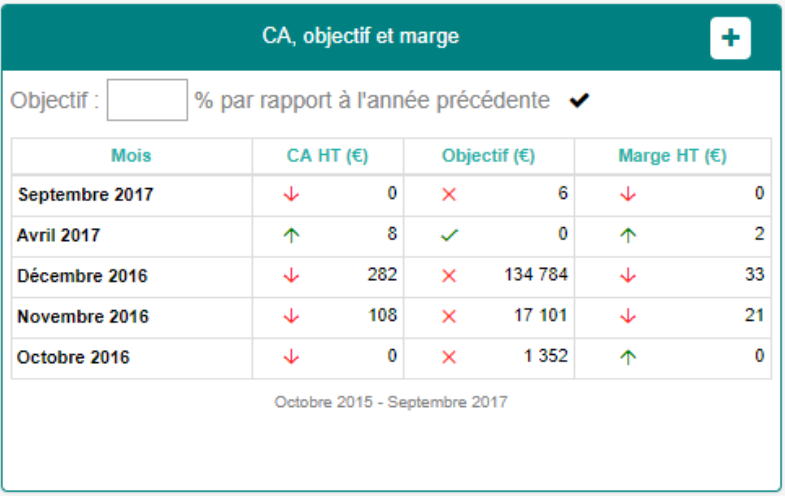 CA, objectif et marge
Objectif : % par rapport à l'année précédente
Mois CA HT (€) Objectif (€) Marge HT (€)
Septembre 2017 0 6 0
Avril 2017 8 0 2
Décembre 2016 282 134 784 33
Novembre 2016 108 17 101 21
Octobre 2016 0 1 352 0
Octobre 2015 - Septembre 2017